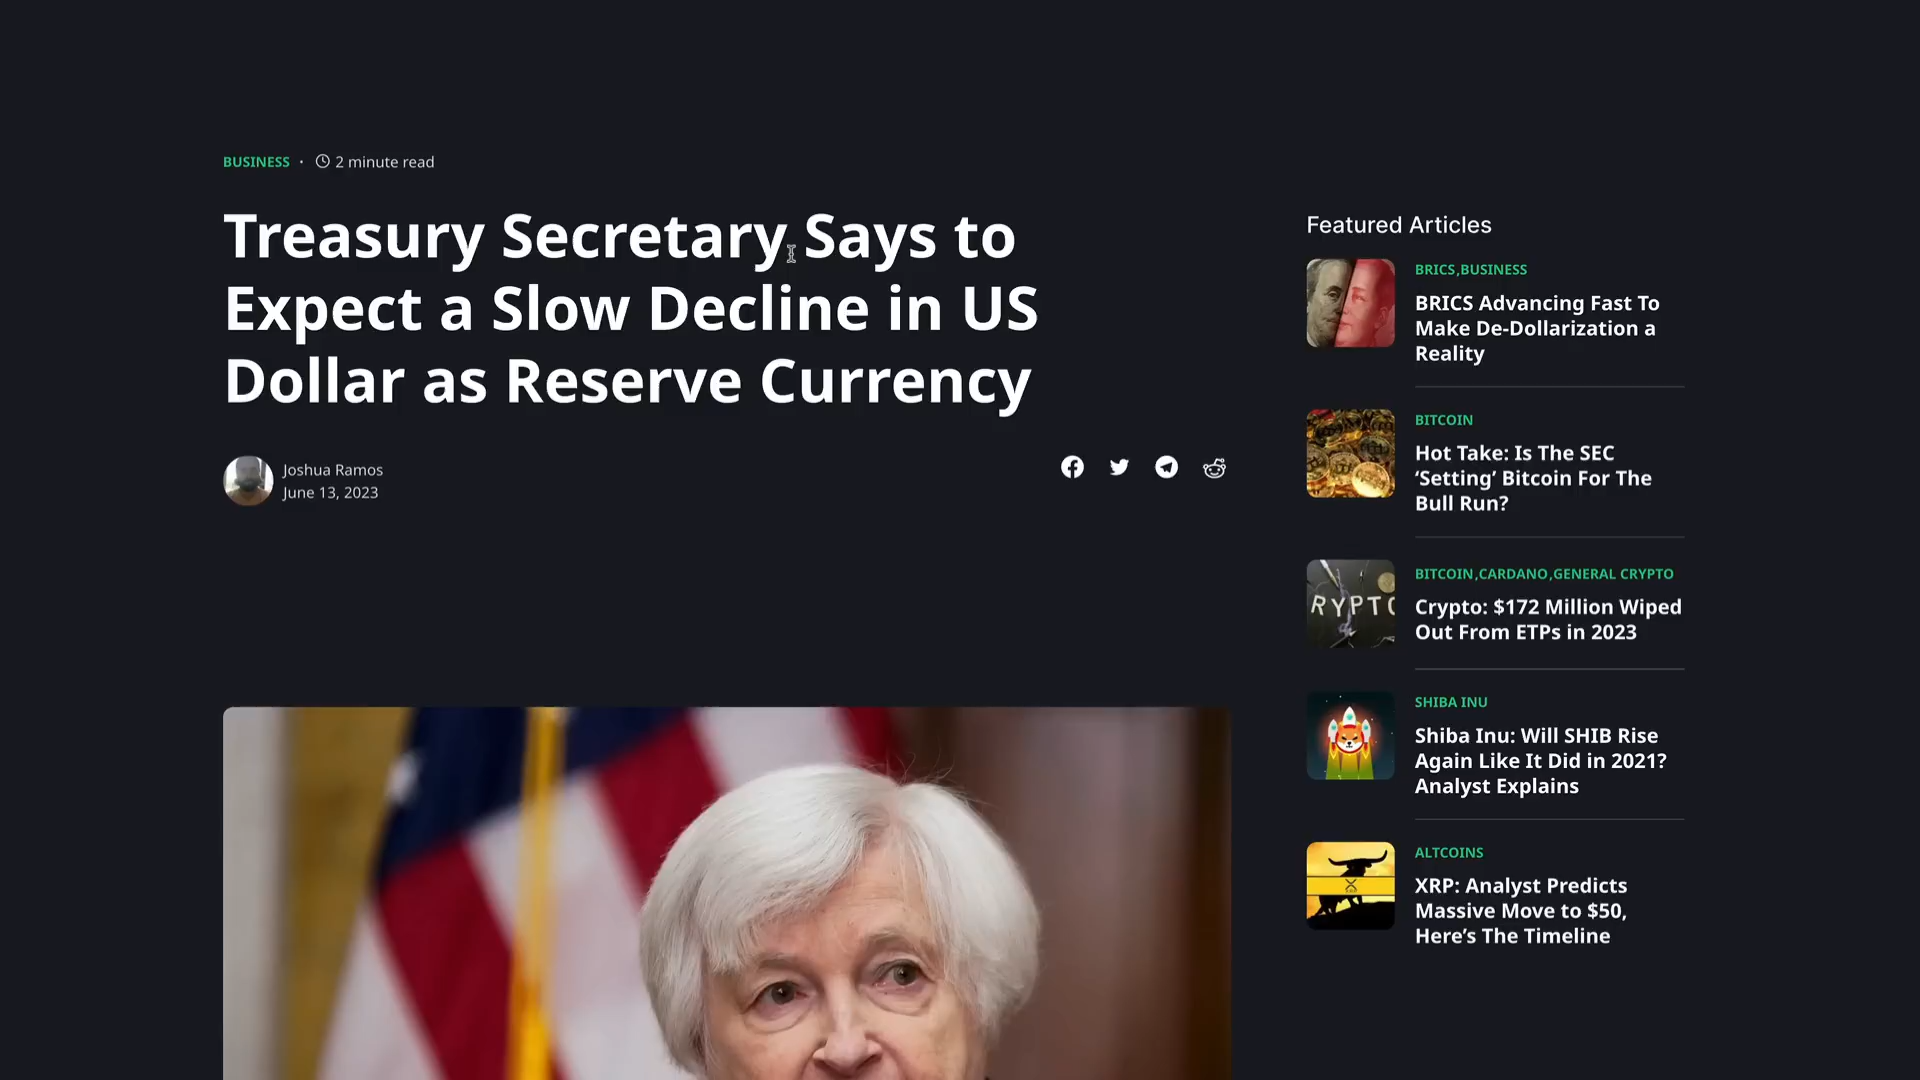 BUSINESS · 2 minute read
Treasury Secretary Says to
Expect a Slow Decline in US
Dollar as Reserve Currency
Joshua Ramos
June 13, 2023
Featured Articles
BRICS,BUSINESS
BRICS Advancing Fast To
Make De-Dollarization a
Reality
BITCOIN
Hot Take: Is The SEC
‘Setting’ Bitcoin For The
Bull Run?
RYPTO
BITCOIN,CARDANO,GENERAL CRYPTO
Crypto: $172 Million Wiped
Out From ETPs in 2023
SHIBA INU
Shiba Inu: Will SHIB Rise
Again Like It Did in 2021?
Analyst Explains
ALTCOINS
XRP: Analyst Predicts
Massive Move to $50,
Here’s The Timeline